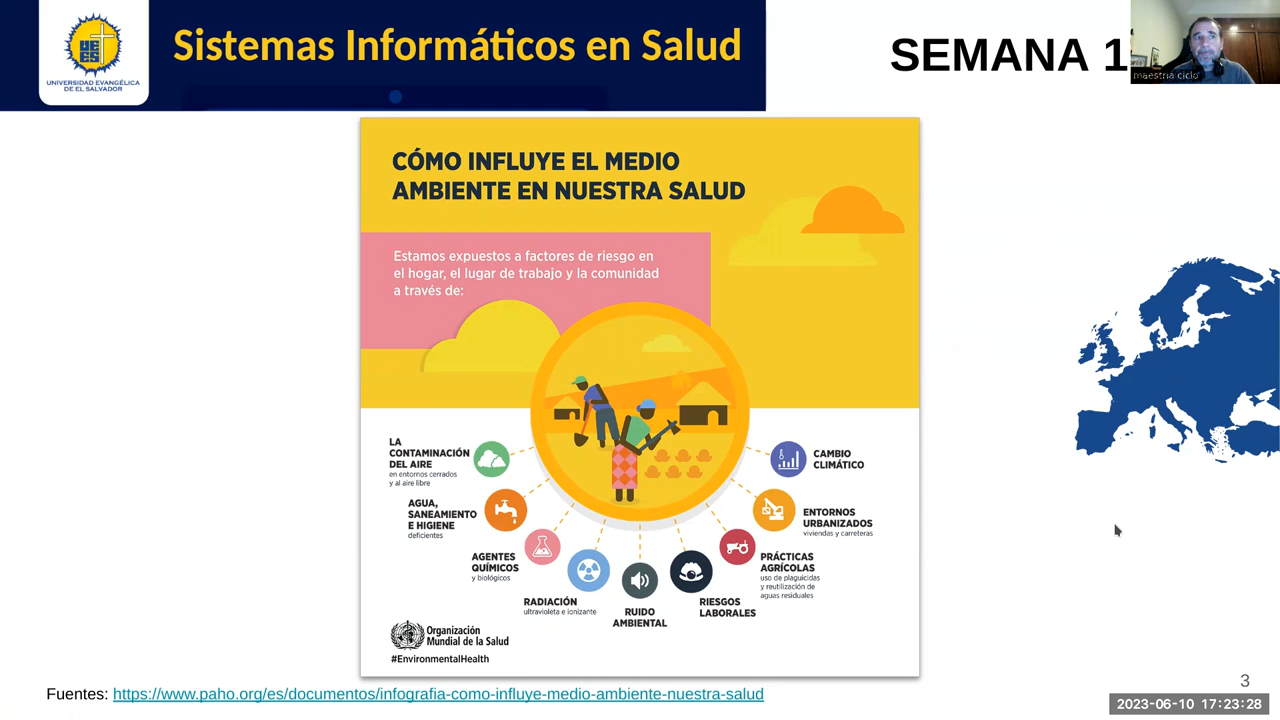 Sistemas Informáticos en Salud
SEMANA 1
UEES
UNIVERSIDAD EVANGÉLICA
DE EL SALVADOR
maestria ciclo
CÓMO INFLUYE EL MEDIO
AMBIENTE EN NUESTRA SALUD
Estamos expuestos a factores de riesgo en
el hogar, el lugar de trabajo y la comunidad
a través de:
LA
CONTAMINACIÓN
DEL AIRE
en entornos cerrados
y al aire libre
AGUA,
SANEAMIENTO
E HIGIENE
deficientes
AGENTES
QUÍMICOS
y biológicos
RADIACIÓN
ultravioleta e ionizante
RUIDO
AMBIENTAL
RIESGOS
LABORALES
PRÁCTICAS
AGRÍCOLAS
uso de plaguicidas
y reutilización de
aguas residuales
ENTORNOS
URBANIZADOS
viviendas y carreteras
CAMBIO
CLIMÁTICO
Organización
Mundial de la Salud
#EnvironmentalHealth
Fuentes: https://www.paho.org/es/documentos/infografia-como-influye-medio-ambiente-nuestra-salud
3
2023-06-10 17:23:28